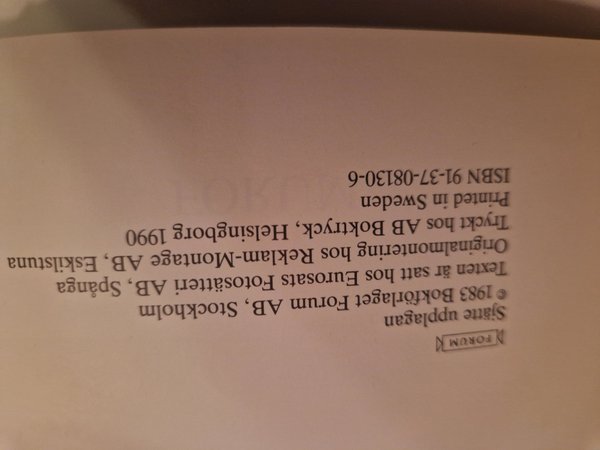 FORUM
Sjätte upplagan
© 1983 Bokförlaget Forum AB, Stockholm
Texten är satt hos Eurosats Fotosätteri AB, Spånga
Originalmontering hos Reklam-Montage AB, Eskilstuna
Tryckt hos AB Boktryck, Helsingborg 1990
Printed in Sweden
ISBN 91-37-08130-6